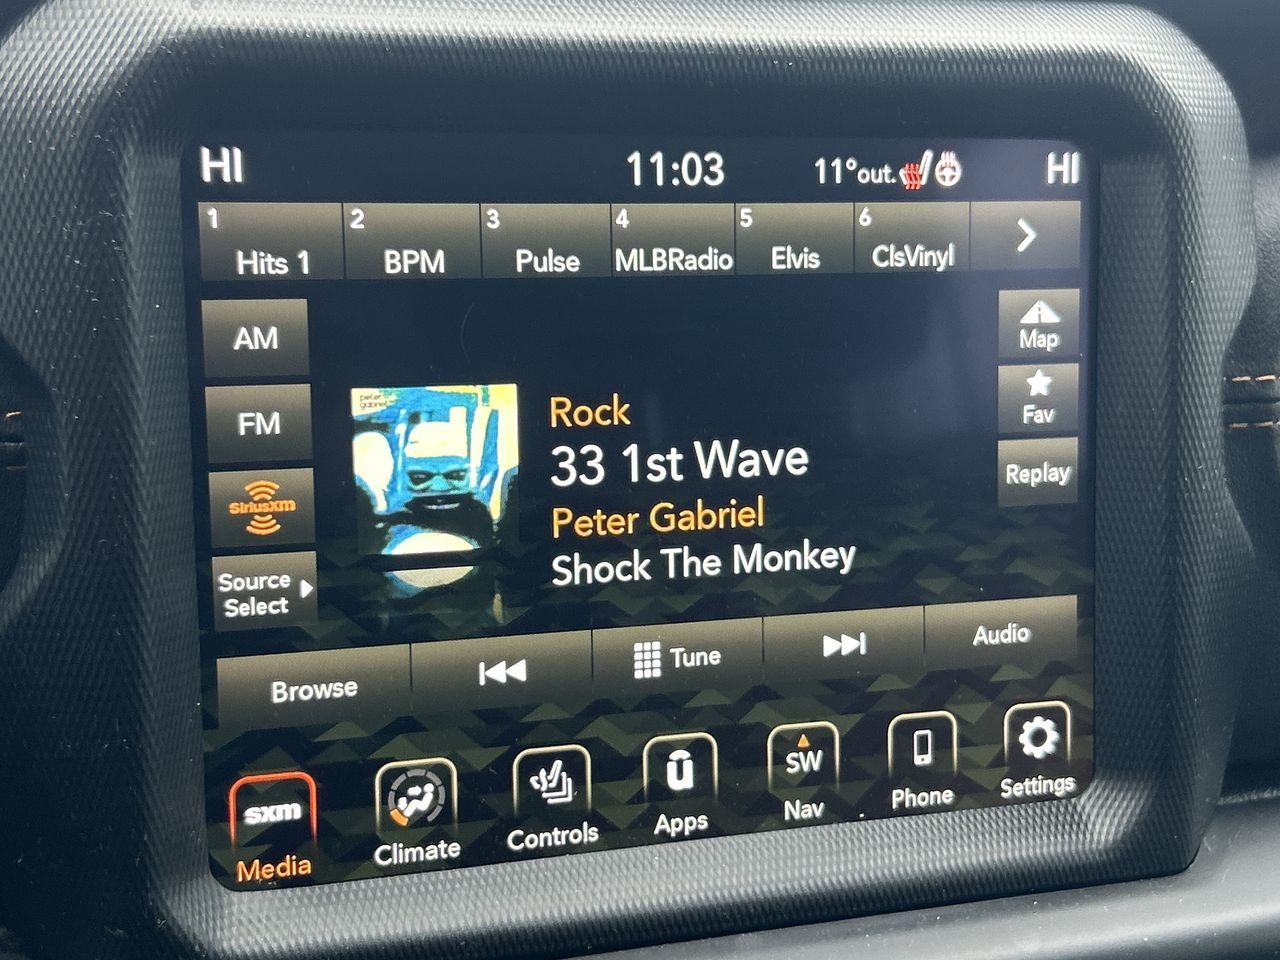 HI 11:03 11°out. HI
1 Hits 1
2 BPM
3 Pulse
4 MLBRadio
5 Elvis
6 ClsVinyl
AM
FM
SiriusXM
Source
Select
peter
gabriel
Rock
33 1st Wave
Peter Gabriel
Shock The Monkey
Map
Fav
Replay
Browse
Tune
Audio
sxm
Media
Climate
Controls
u
Apps
SW
Nav
Phone
Settings